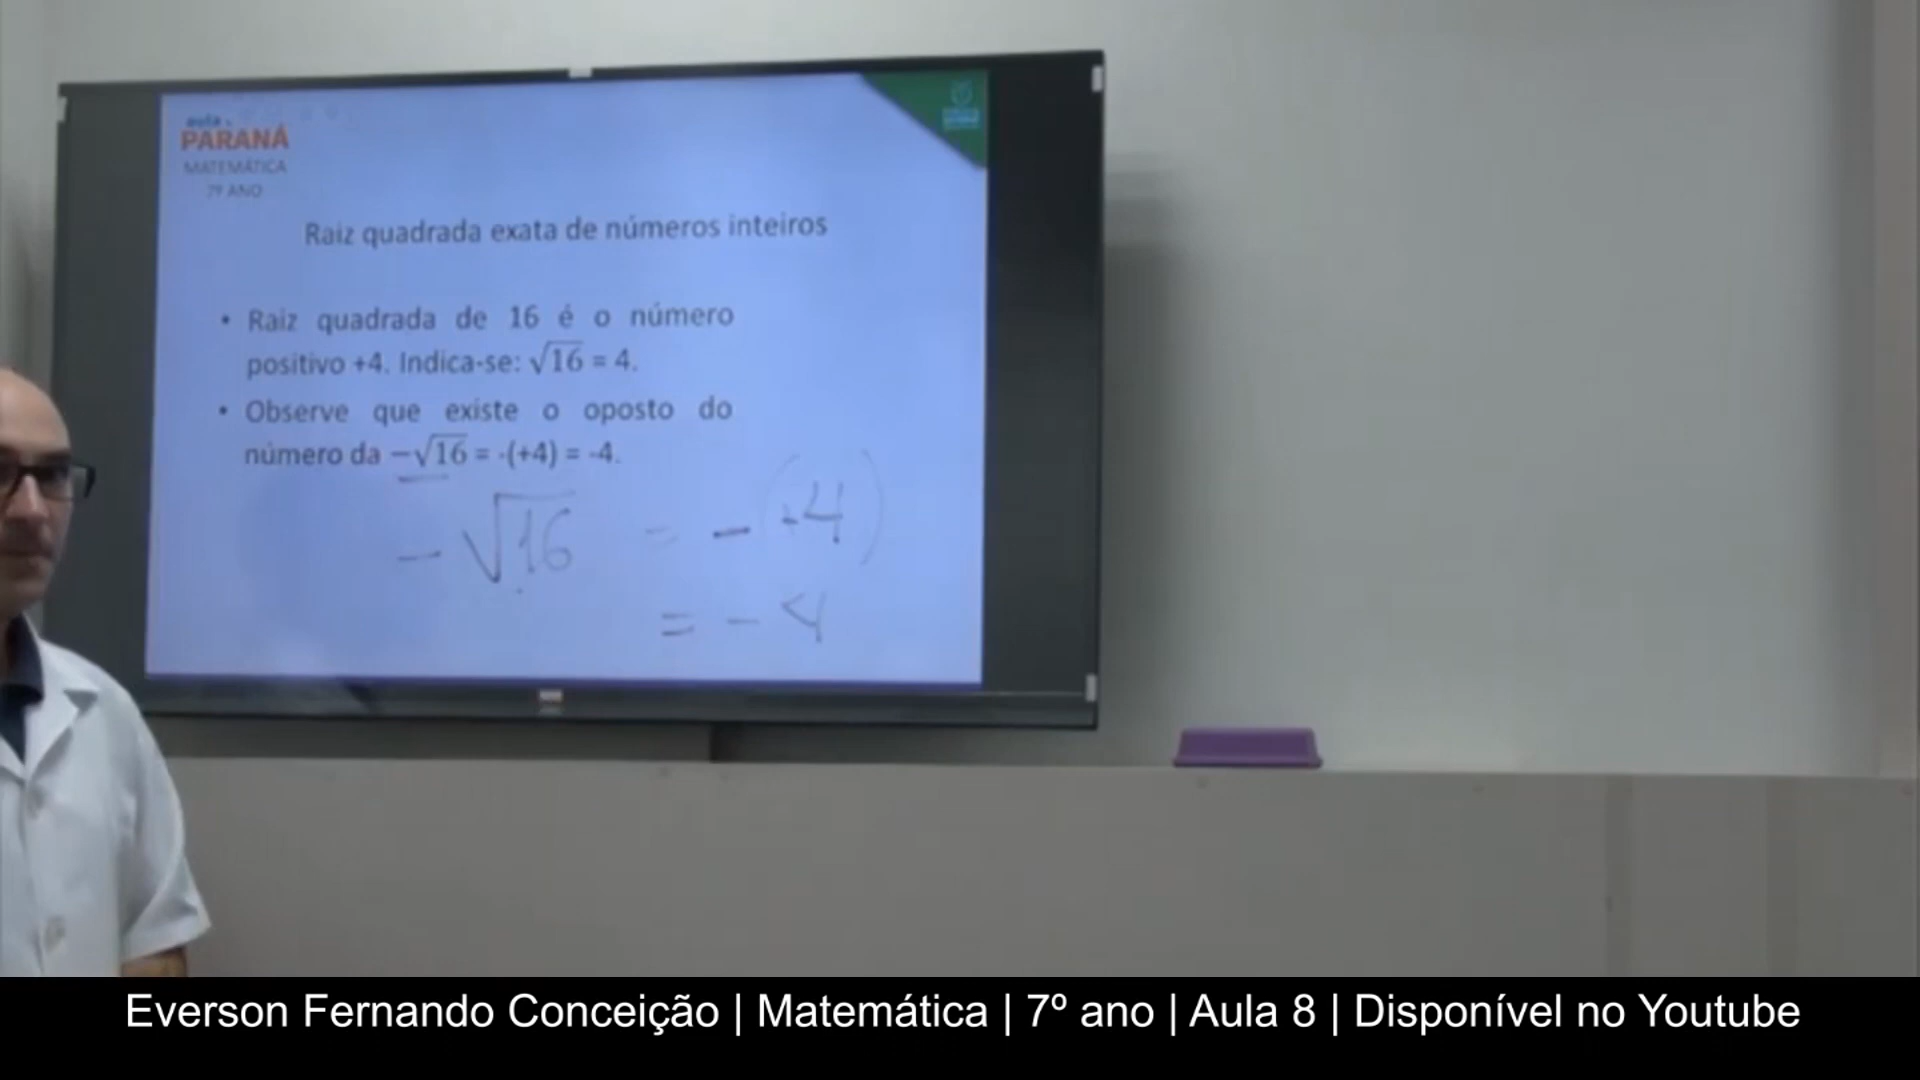 aula
PARANÁ
MATEMÁTICA
7º ANO
Raiz quadrada exata de números inteiros
• Raiz quadrada de 16 é o número
positivo +4. Indica-se: √16 = 4.
• Observe que existe o oposto do
número da −√16 = -(+4) = -4.
− √16 = − (+4)
= − 4
Everson Fernando Conceição | Matemática | 7º ano | Aula 8 | Disponível no Youtube